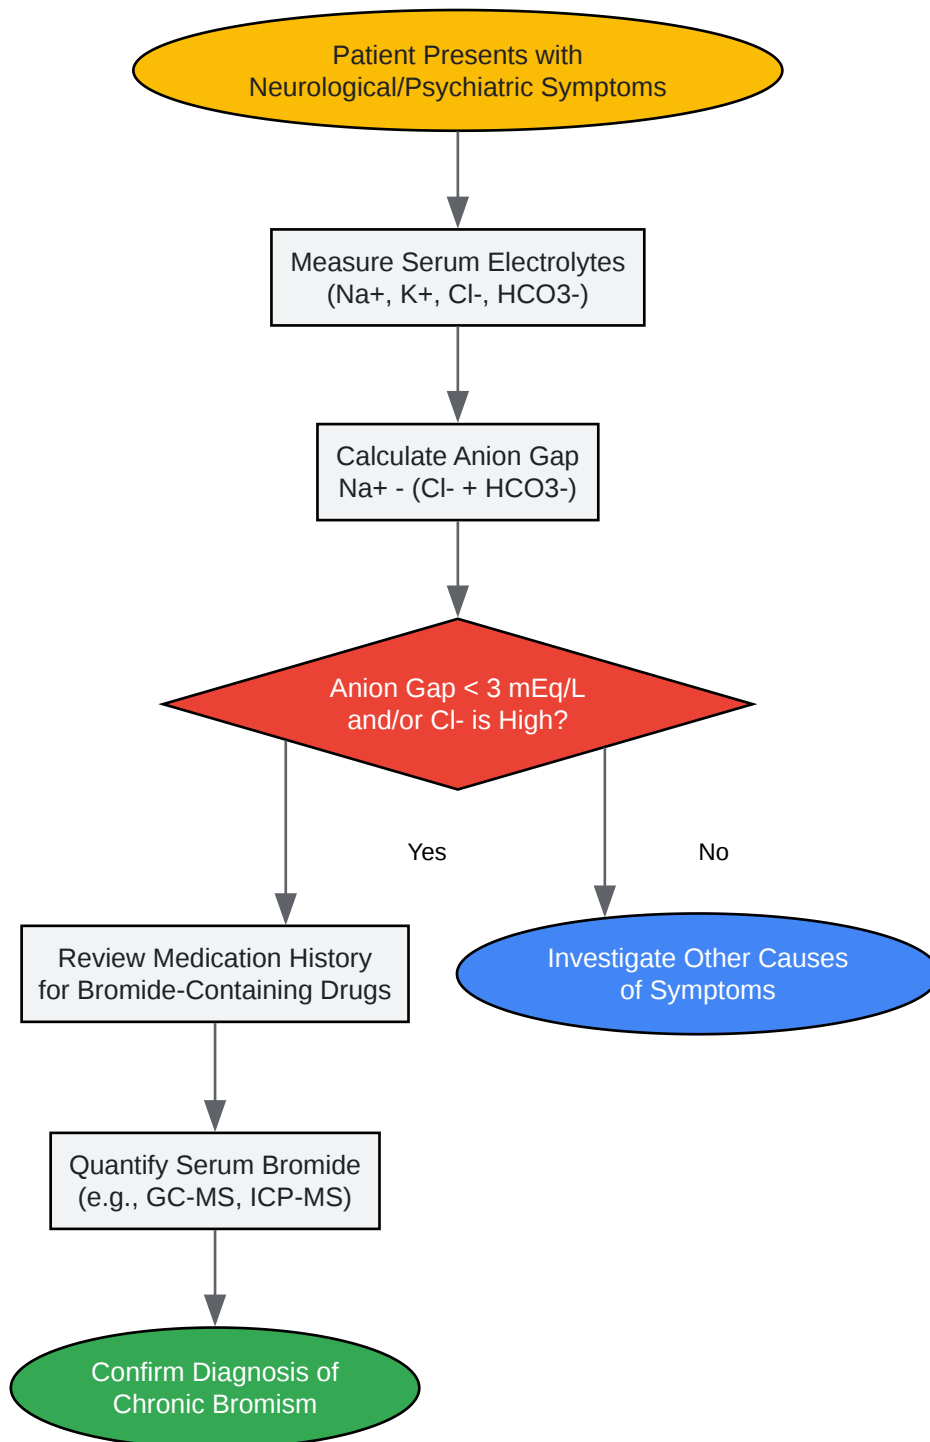 Patient Presents with
Neurological/Psychiatric Symptoms
Measure Serum Electrolytes
(Na+, K+, Cl-, HCO3-)
Calculate Anion Gap
Na+ - (Cl- + HCO3-)
Anion Gap < 3 mEq/L
and/or Cl- is High?
Yes
No
Review Medication History
for Bromide-Containing Drugs
Investigate Other Causes
of Symptoms
Quantify Serum Bromide
(e.g., GC-MS, ICP-MS)
Confirm Diagnosis of
Chronic Bromism